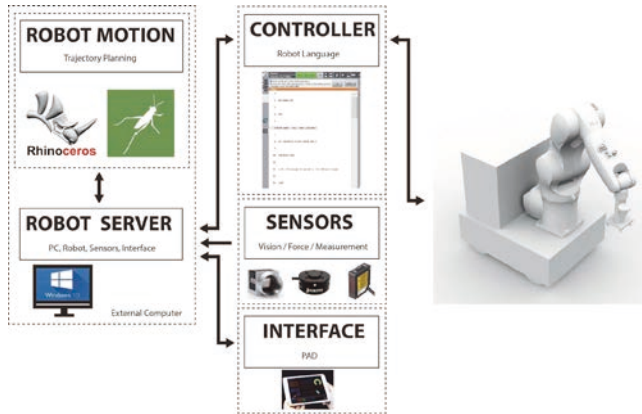 ROBOT MOTION
Trajectory Planning
Rhinoceros
ROBOT SERVER
PC, Robot, Sensors, Interface
Windows 10
External Computer
CONTROLLER
Robot Language
SENSORS
Vision / Force / Measurement
INTERFACE
PAD